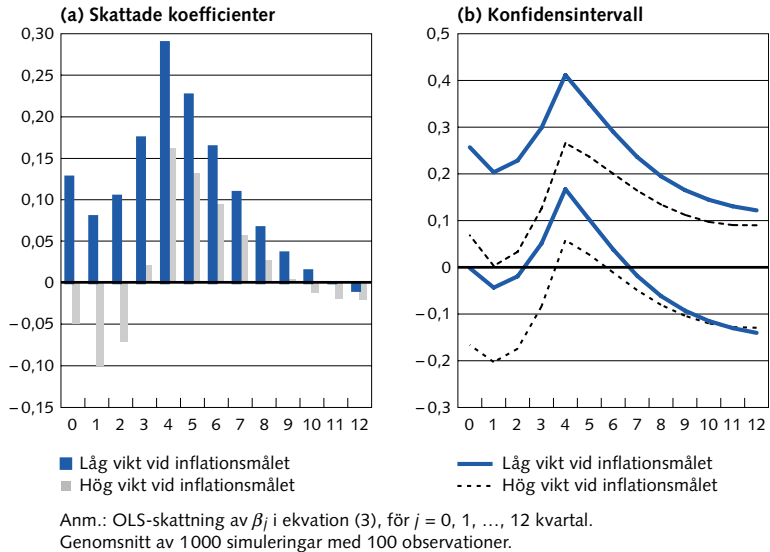 (a) Skattade koefficienter
0,30
0,25
0,20
0,15
0,10
0,05
0
–0,05
–0,10
–0,15
0 1 2 3 4 5 6 7 8 9 10 11 12
Låg vikt vid inflationsmålet
Hög vikt vid inflationsmålet
(b) Konfidensintervall
0,5
0,4
0,3
0,2
0,1
0
–0,1
–0,2
–0,3
0 1 2 3 4 5 6 7 8 9 10 11 12
Låg vikt vid inflationsmålet
Hög vikt vid inflationsmålet
Anm.: OLS-skattning av βj i ekvation (3), för j = 0, 1, …, 12 kvartal.
Genomsnitt av 1000 simuleringar med 100 observationer.